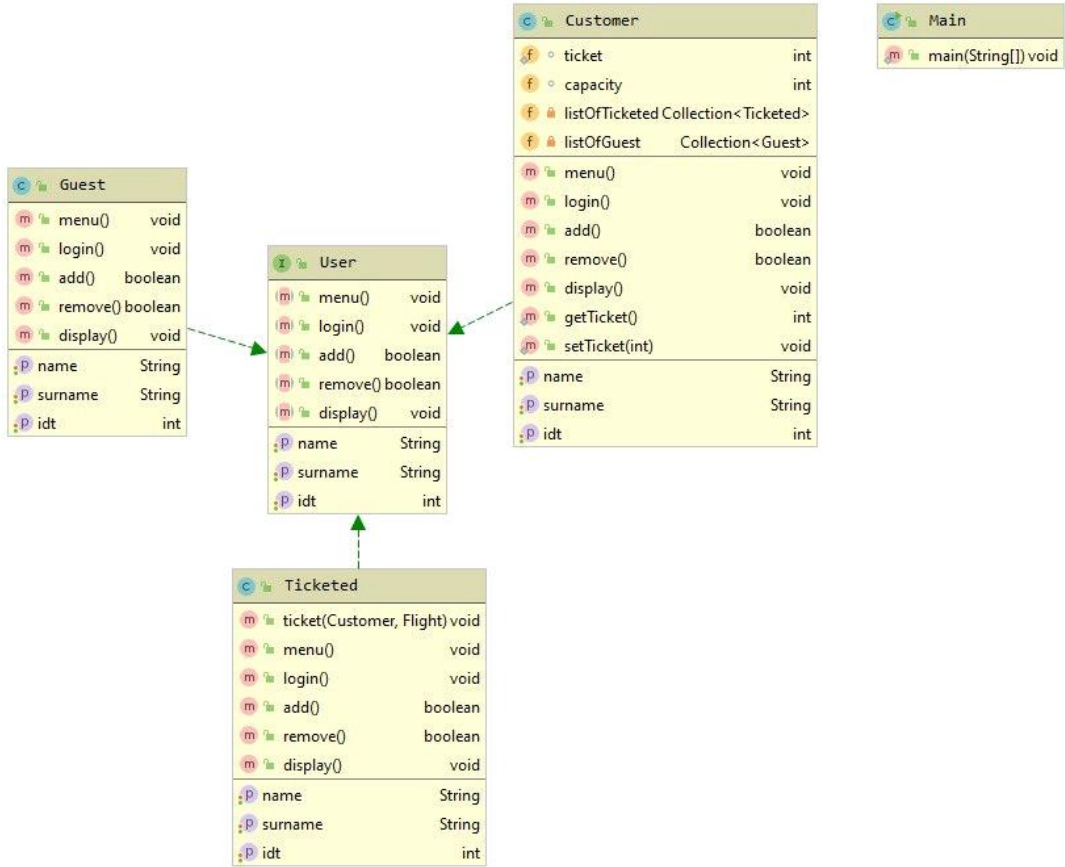 Customer
ticket int
capacity int
listOfTicketed Collection<Ticketed>
listOfGuest Collection<Guest>
menu() void
login() void
add() boolean
remove() boolean
display() void
getTicket() int
setTicket(int) void
name String
surname String
idt int
Main
main(String[]) void
Guest
menu() void
login() void
add() boolean
remove() boolean
display() void
name String
surname String
idt int
User
menu() void
login() void
add() boolean
remove() boolean
display() void
name String
surname String
idt int
Ticketed
ticket(Customer, Flight) void
menu() void
login() void
add() boolean
remove() boolean
display() void
name String
surname String
idt int